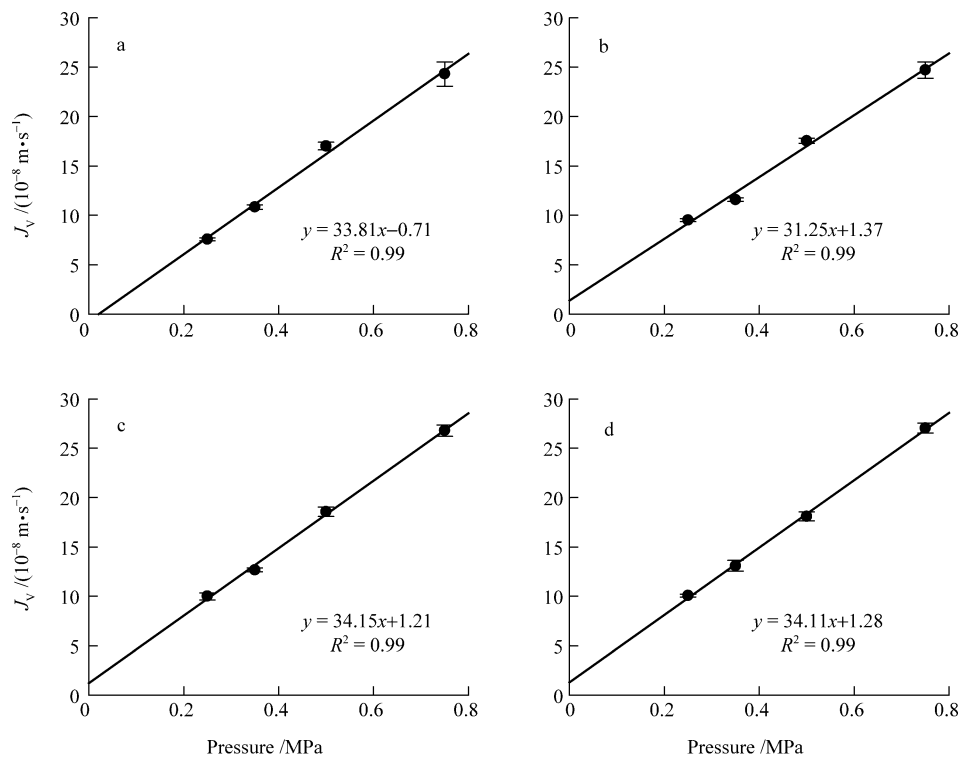 30
25
20
15
10
5
0
a
J_V /(10⁻⁸ m•s⁻¹)
y = 33.81x−0.71
R² = 0.99
0 0.2 0.4 0.6 0.8
30
25
20
15
10
5
0
b
y = 31.25x+1.37
R² = 0.99
0 0.2 0.4 0.6 0.8
30
25
20
15
10
5
0
c
J_V /(10⁻⁸ m•s⁻¹)
y = 34.15x+1.21
R² = 0.99
0 0.2 0.4 0.6 0.8
Pressure /MPa
30
25
20
15
10
5
0
d
y = 34.11x+1.28
R² = 0.99
0 0.2 0.4 0.6 0.8
Pressure /MPa